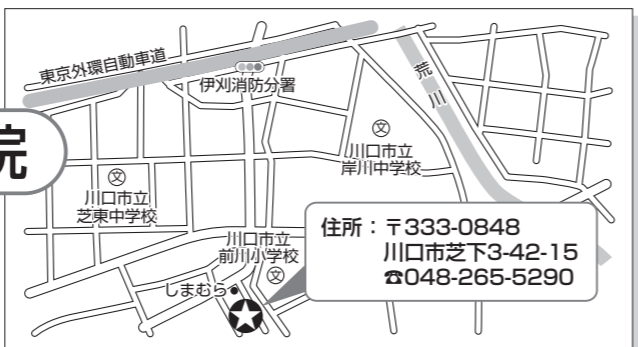 東京外環自動車道
伊刈消防分署
荒川
院
文
川口市立
岸川中学校
文
川口市立
芝東中学校
川口市立
前川小学校
文
しまむら
住所：〒333-0848
川口市芝下3-42-15
☎048-265-5290